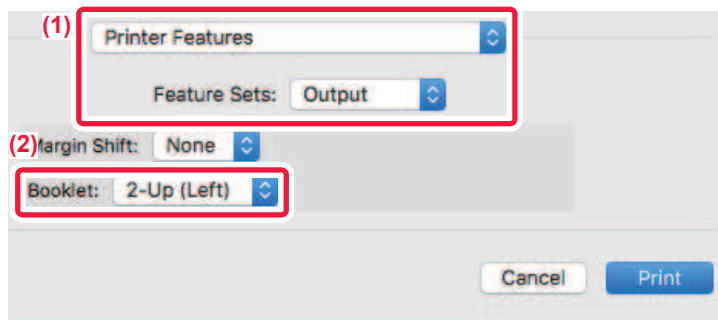 (1)
Printer Features
Feature Sets: Output
(2)
Margin Shift: None
Booklet: 2-Up (Left)
Cancel Print